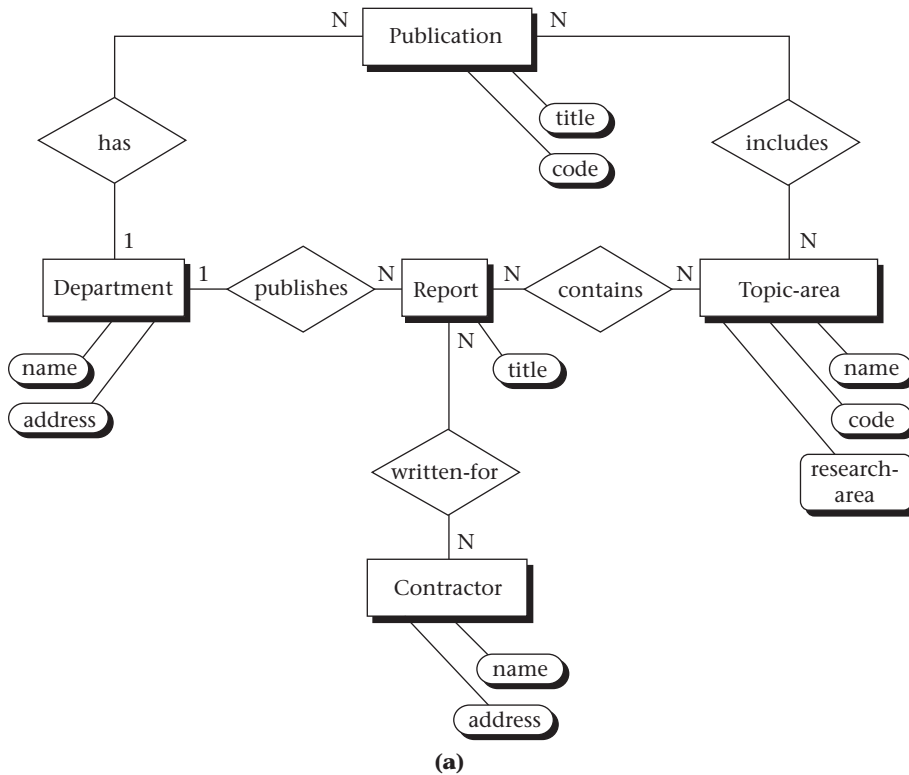 N
Publication
N
title
code
has
includes
1
N
Department
1
publishes
N
Report
N
contains
N
Topic-area
name
address
N
title
name
code
research-
area
written-for
N
Contractor
name
address
(a)